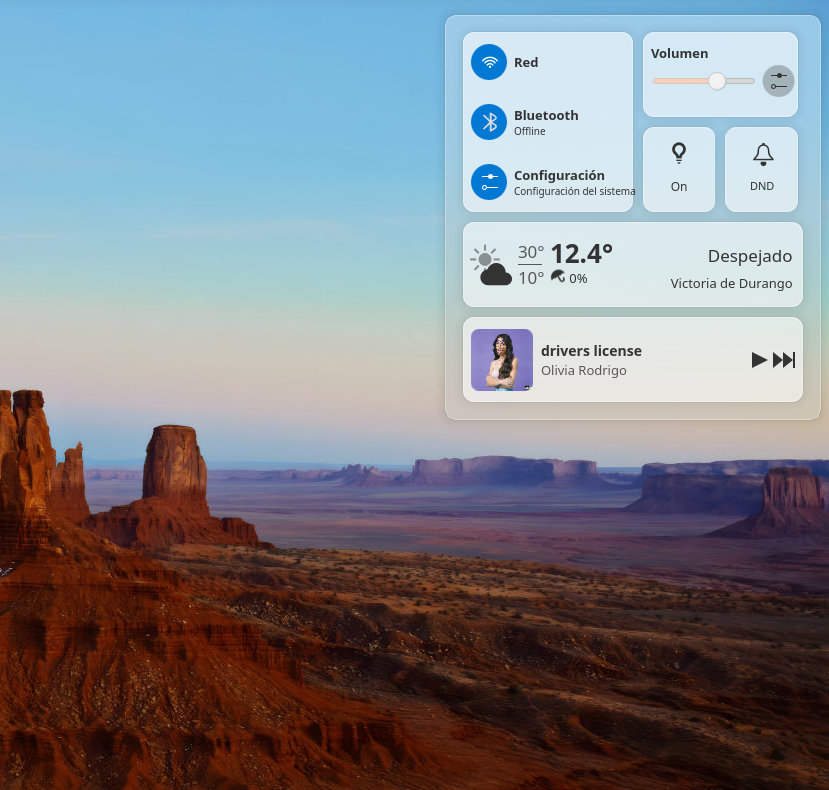 Red
Bluetooth
Offline
Configuración
Configuración del sistema
Volumen
On
DND
30°
10°
12.4°
0%
Despejado
Victoria de Durango
drivers license
Olivia Rodrigo